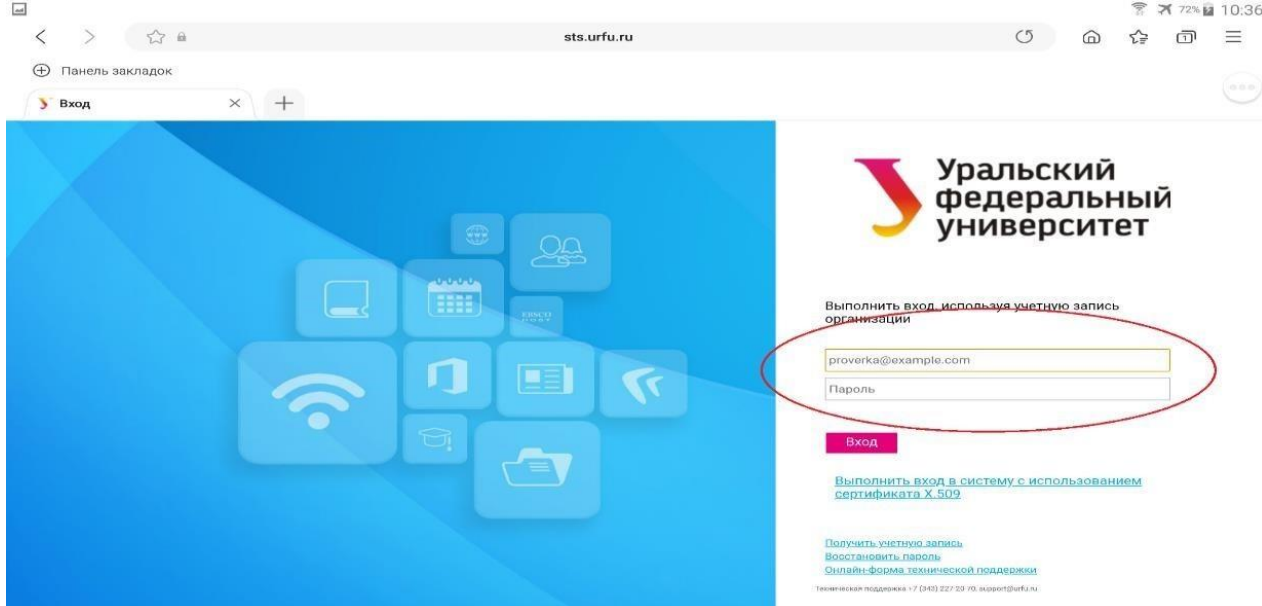 72% 10:36
sts.urfu.ru
Панель закладок
Вход
Уральский
федеральный
университет
EBSCO
Выполнить вход, используя учетную запись
организации
proverka@example.com
Пароль
Вход
Выполнить вход в систему с использованием
сертификата X.509
Получить учетную запись
Восстановить пароль
Онлайн-форма технической поддержки
Техническая поддержка +7 (343) 227-20-70, support@urfu.ru